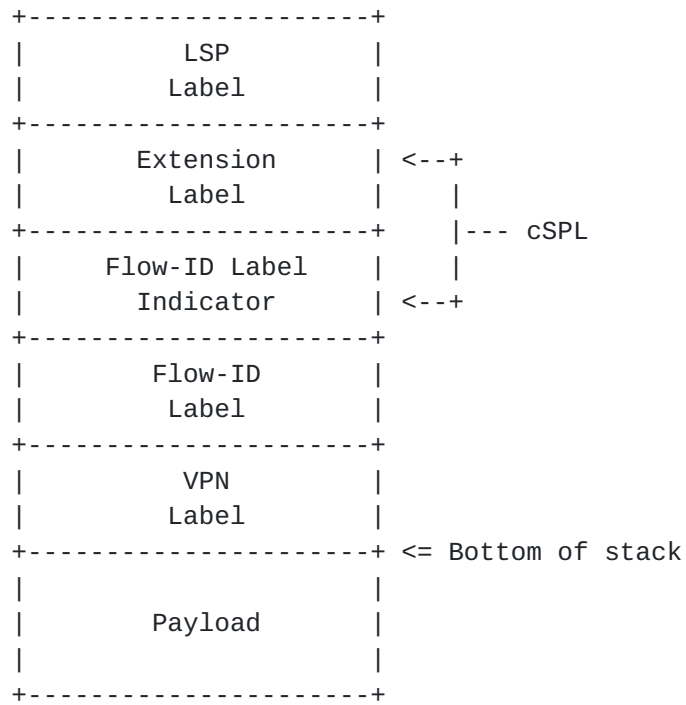 +----------------------+
|          LSP         |
|         Label        |
+----------------------+
|       Extension      | <--+
|         Label        |    |
+----------------------+    |--- cSPL
|     Flow-ID Label    |    |
|       Indicator      | <--+
+----------------------+
|        Flow-ID       |
|         Label        |
+----------------------+
|          VPN         |
|         Label        |
+----------------------+ <= Bottom of stack
|                      |
|        Payload       |
|                      |
+----------------------+